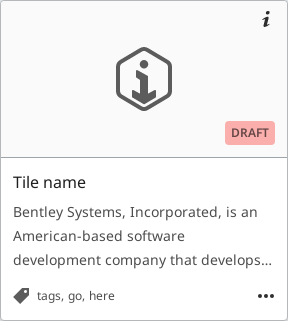 DRAFT
Tile name
Bentley Systems, Incorporated, is an
American-based software
development company that develops...
tags, go, here